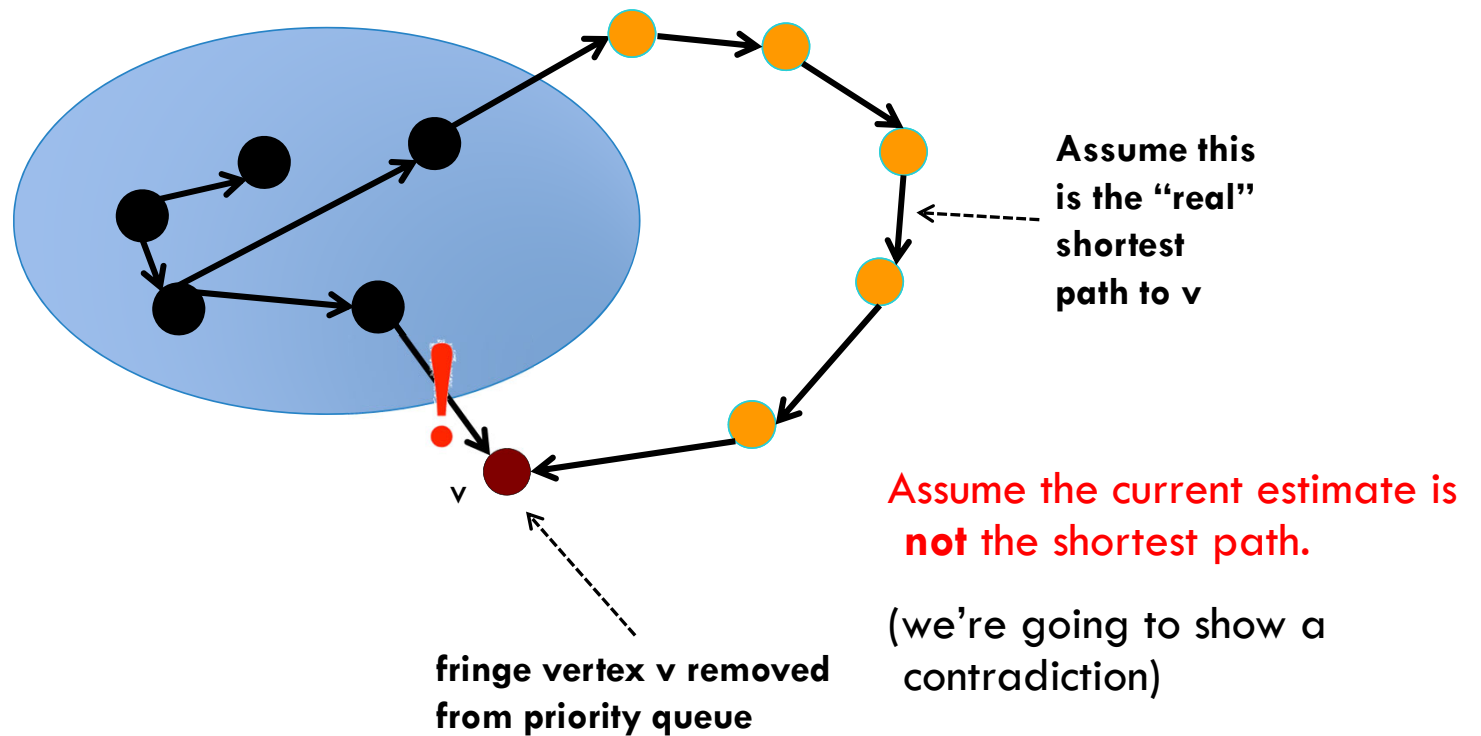 Assume this
is the “real”
shortest
path to v
v
Assume the current estimate is
not the shortest path.
(we’re going to show a
contradiction)
fringe vertex v removed
from priority queue